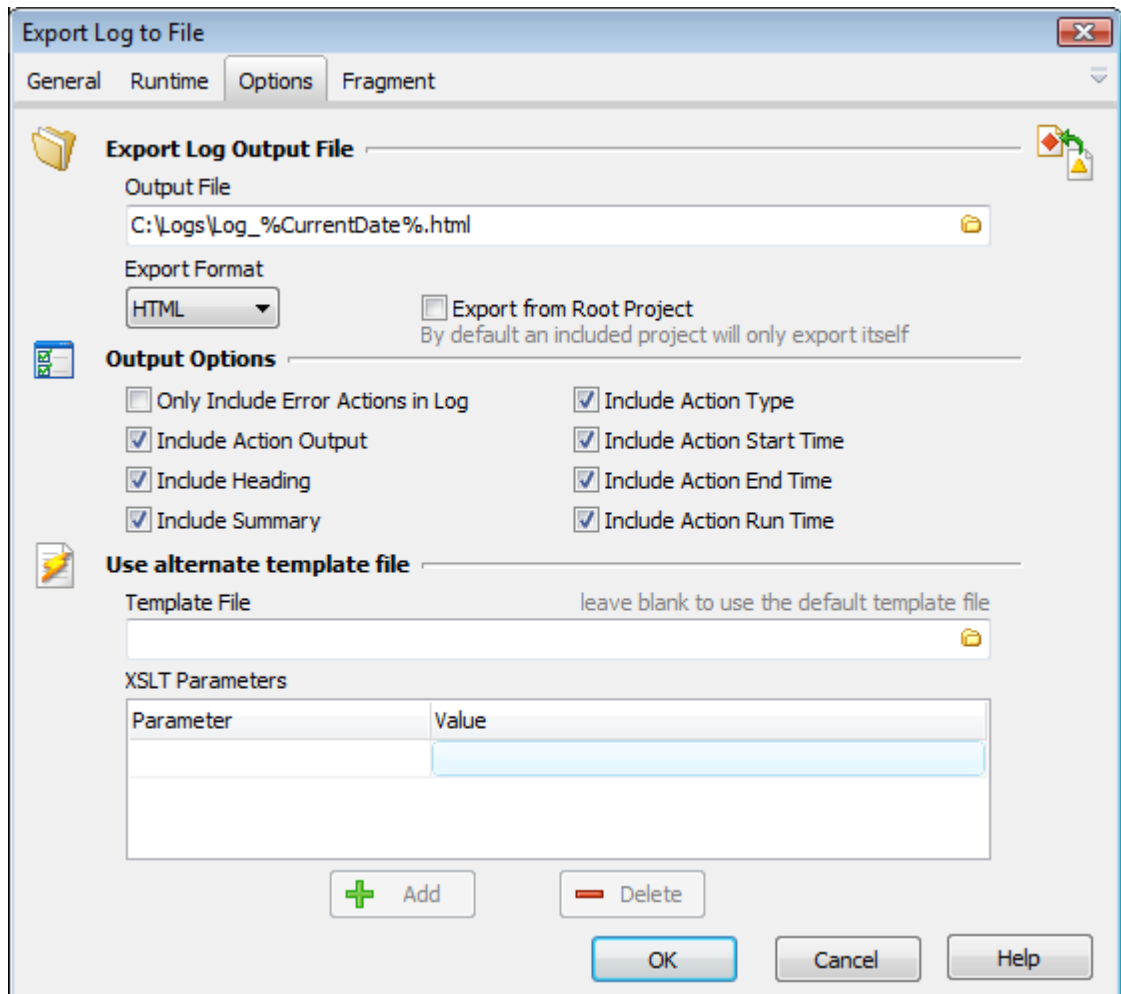 Export Log to File
General Runtime Options Fragment
Export Log Output File
Output File
C:\Logs\Log_%CurrentDate%.html
Export Format
HTML
Export from Root Project
By default an included project will only export itself
Output Options
Only Include Error Actions in Log
Include Action Type
Include Action Output
Include Action Start Time
Include Heading
Include Action End Time
Include Summary
Include Action Run Time
Use alternate template file
Template File
leave blank to use the default template file
XSLT Parameters
Parameter Value
Add Delete
OK Cancel Help